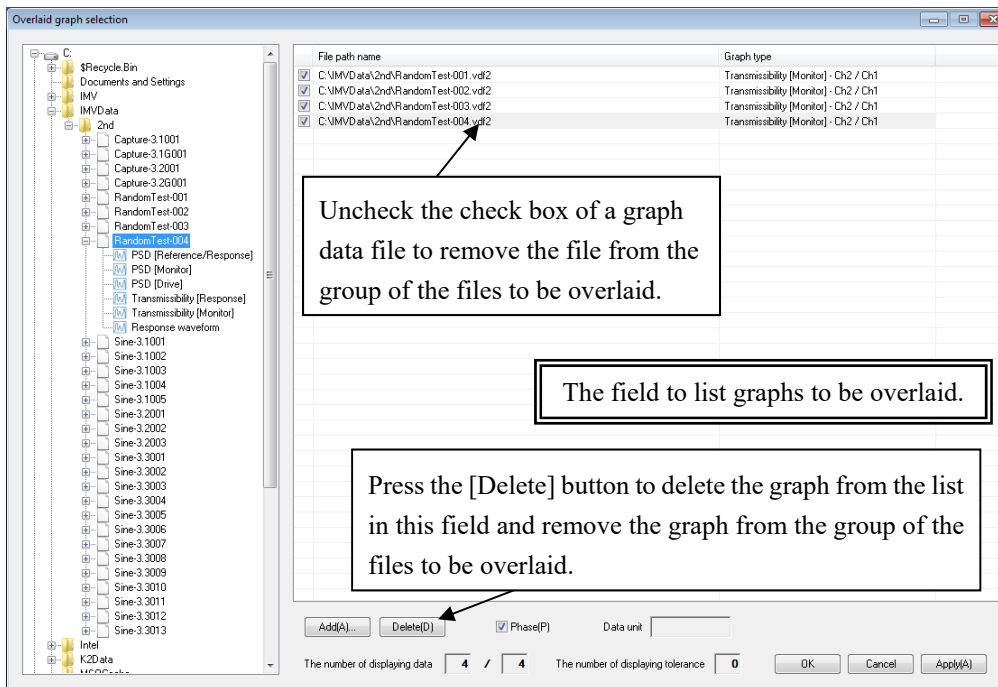 Overlaid graph selection
C:
$Recycle.Bin
Documents and Settings
IMV
IMVData
2nd
Capture-3.1001
Capture-3.1G001
Capture-3.2001
Capture-3.2G001
RandomTest-001
RandomTest-002
RandomTest-003
RandomTest-004
PSD [Reference/Response]
PSD [Monitor]
PSD [Drive]
Transmissibility [Response]
Transmissibility [Monitor]
Response waveform
Sine-3.1001
Sine-3.1002
Sine-3.1003
Sine-3.1004
Sine-3.1005
Sine-3.2001
Sine-3.2002
Sine-3.2003
Sine-3.3001
Sine-3.3002
Sine-3.3003
Sine-3.3004
Sine-3.3005
Sine-3.3006
Sine-3.3007
Sine-3.3008
Sine-3.3009
Sine-3.3010
Sine-3.3011
Sine-3.3012
Sine-3.3013
Intel
K2Data
File path name Graph type
C:\IMVData\2nd\RandomTest-001.vdf2 Transmissibility [Monitor] - Ch2 / Ch1
C:\IMVData\2nd\RandomTest-002.vdf2 Transmissibility [Monitor] - Ch2 / Ch1
C:\IMVData\2nd\RandomTest-003.vdf2 Transmissibility [Monitor] - Ch2 / Ch1
C:\IMVData\2nd\RandomTest-004.vdf2 Transmissibility [Monitor] - Ch2 / Ch1
Uncheck the check box of a graph
data file to remove the file from the
group of the files to be overlaid.
The field to list graphs to be overlaid.
Press the [Delete] button to delete the graph from the list
in this field and remove the graph from the group of the
files to be overlaid.
Add(A)... Delete(D) Phase(P) Data unit
The number of displaying data 4 / 4 The number of displaying tolerance 0 OK Cancel Apply(A)